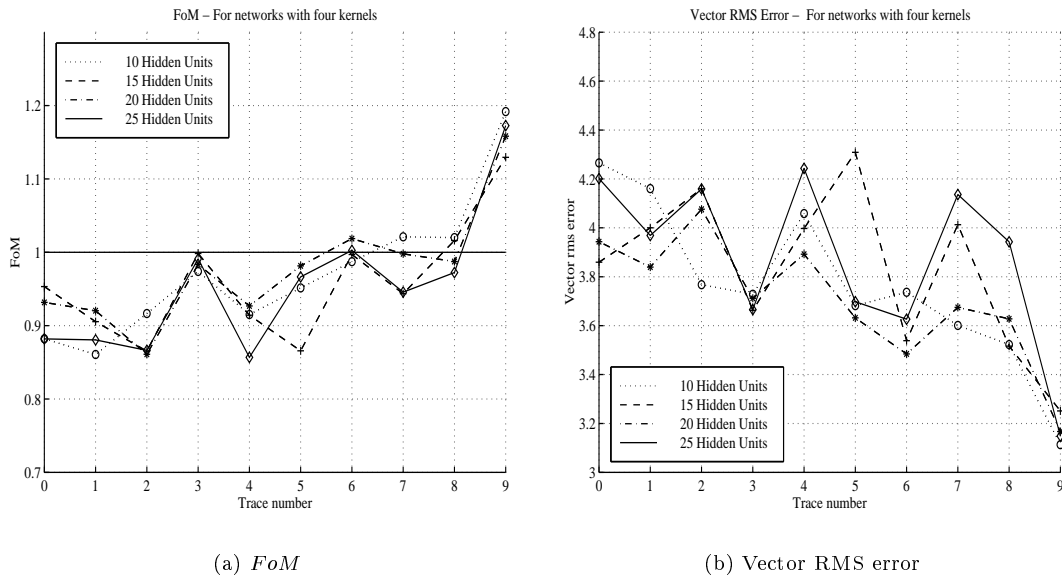 FoM – For networks with four kernels
10 Hidden Units
15 Hidden Units
20 Hidden Units
25 Hidden Units
1.2
1.1
1
0.9
0.8
0.7
FoM
0 1 2 3 4 5 6 7 8 9
Trace number
(a) FoM
Vector RMS Error – For networks with four kernels
4.8
4.6
4.4
4.2
4
3.8
3.6
3.4
3.2
3
Vector rms error
10 Hidden Units
15 Hidden Units
20 Hidden Units
25 Hidden Units
0 1 2 3 4 5 6 7 8 9
Trace number
(b) Vector RMS error